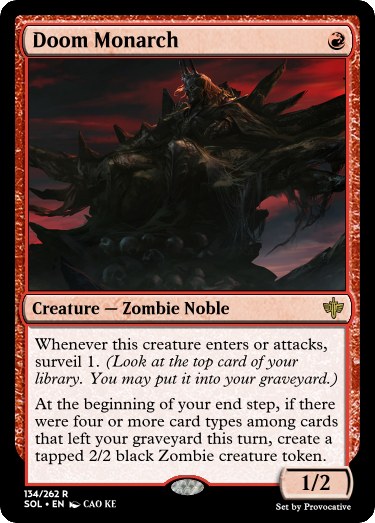 Doom Monarch
Creature — Zombie Noble
Whenever this creature enters or attacks,
surveil 1. (Look at the top card of your
library. You may put it into your graveyard.)
At the beginning of your end step, if there
were four or more card types among cards
that left your graveyard this turn, create a
tapped 2/2 black Zombie creature token.
1/2
134/262 R
SOL • EN CAO KE
Set by Provocative